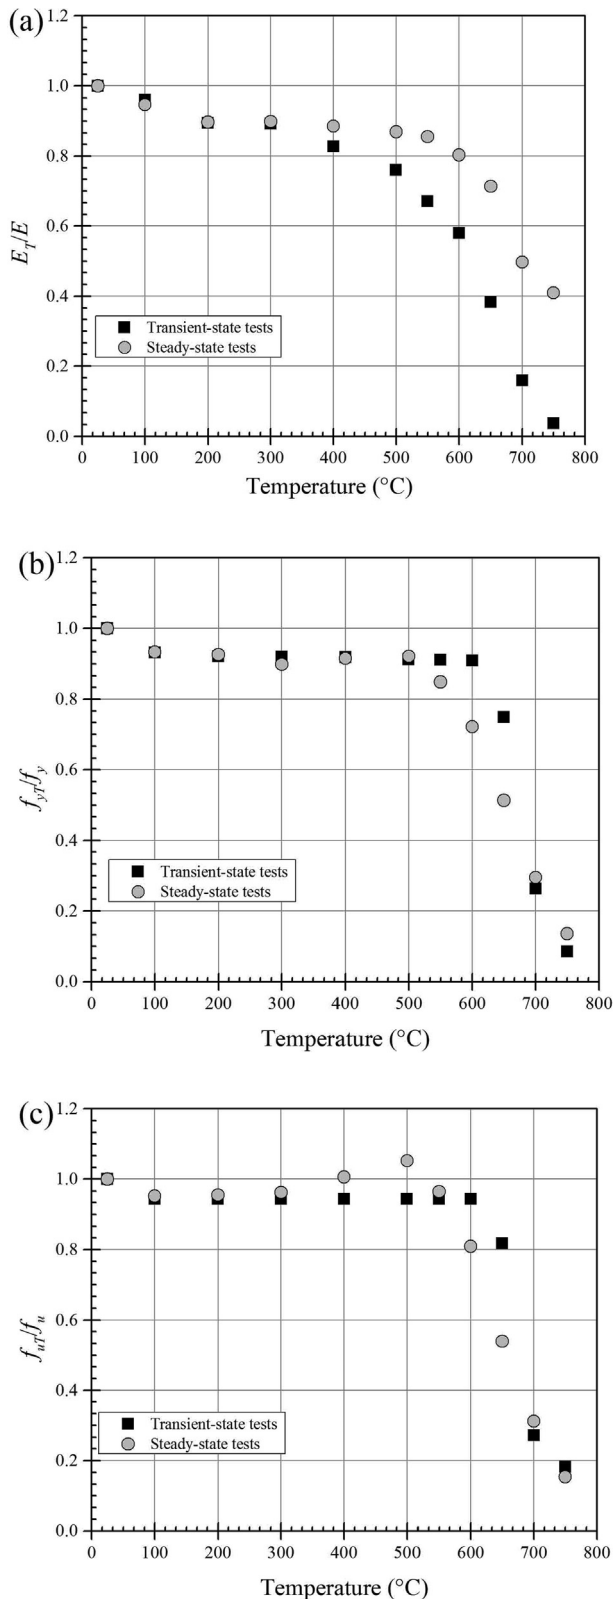 (a)
1.2
1.0
0.8
0.6
0.4
0.2
0.0
E_T/E
Transient-state tests
Steady-state tests
0 100 200 300 400 500 600 700 800
Temperature (°C)
(b)
1.2
1.0
0.8
0.6
0.4
0.2
0.0
f_yT/f_y
Transient-state tests
Steady-state tests
0 100 200 300 400 500 600 700 800
Temperature (°C)
(c)
1.2
1.0
0.8
0.6
0.4
0.2
0.0
f_uT/f_u
Transient-state tests
Steady-state tests
0 100 200 300 400 500 600 700 800
Temperature (°C)